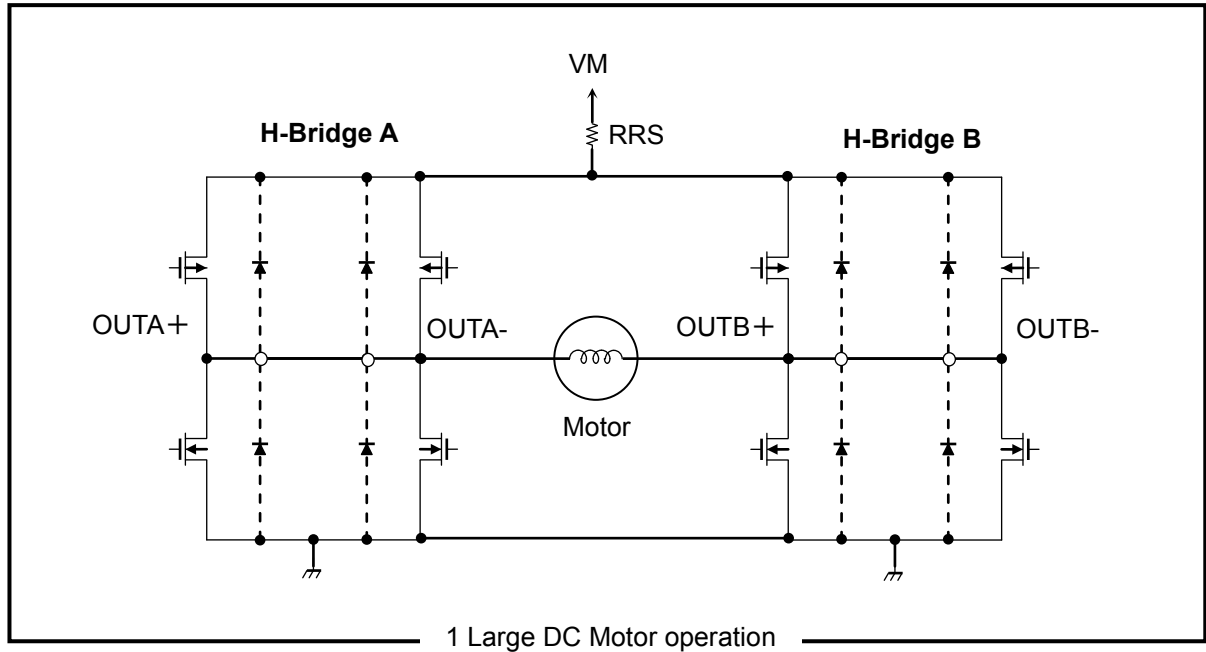 VM
RRS
H-Bridge A
H-Bridge B
OUTA+
OUTA-
OUTB+
OUTB-
Motor
1 Large DC Motor operation